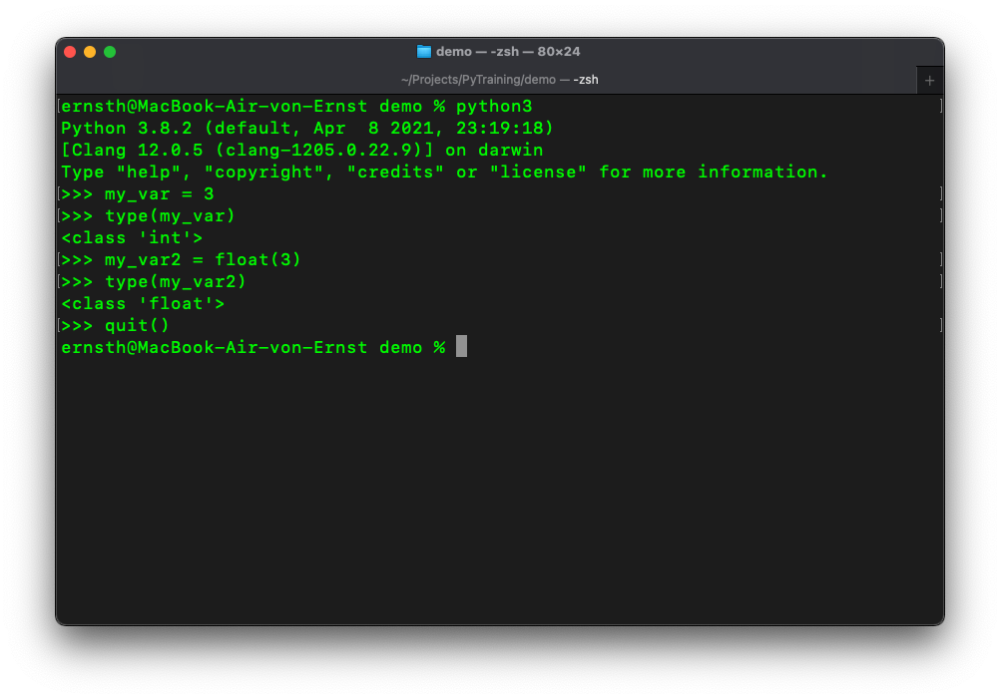 demo — -zsh — 80×24
~/Projects/PyTraining/demo — -zsh +
[ernsth@MacBook-Air-von-Ernst demo % python3 ]
Python 3.8.2 (default, Apr  8 2021, 23:19:18)
[Clang 12.0.5 (clang-1205.0.22.9)] on darwin
Type "help", "copyright", "credits" or "license" for more information.
[>>> my_var = 3 ]
[>>> type(my_var) ]
<class 'int'>
[>>> my_var2 = float(3) ]
[>>> type(my_var2) ]
<class 'float'>
[>>> quit() ]
ernsth@MacBook-Air-von-Ernst demo %